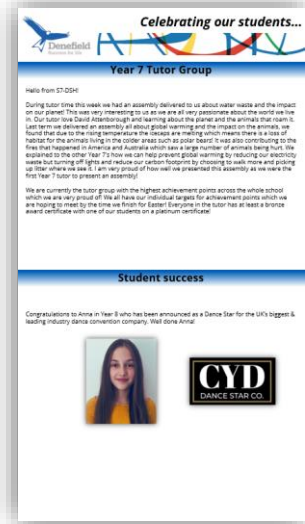 Celebrating our students...
Denefield
Year 7 Tutor Group
Hello from S7-DSH!
During tutor time this week we had an assembly delivered to us about water waste and the impact
on our planet! This was very interesting to us as we are all very passionate about the world we live
in. Our tutor love David Attenborough and learning about the planet and the animals that roam it.
Last term we delivered an assembly all about global warming and the impact on the animals, we
found that due to the rising temperature the icecaps are melting which means there is a loss of
habitat for the animals living in the colder areas such as polar bears! It was also contributing to the
fires that happened in America and Australia which saw a large number of animals being hurt. We
explained to the other Year 7's how we can help prevent global warming by reducing our electricity
waste but turning off lights and reduce our carbon footprint by choosing to walk more and picking
up litter where we see it. I am very proud of how well we presented this assembly as we were the
first Year 7 tutor to present an assembly!
We are currently the tutor group with the highest achievement points across the whole school
which we are very proud of! We all have our individual targets for achievement points which we
are hoping to meet by the time we finish for Easter! Everyone in the tutor has at least a bronze
award certificate with one of our students on a platinum certificate!
Student success
Congratulations to Anna in Year 8 who has been announced as a Dance Star for the UK's biggest &
leading industry dance convention company. Well done Anna!
CYD
DANCE STAR CO.